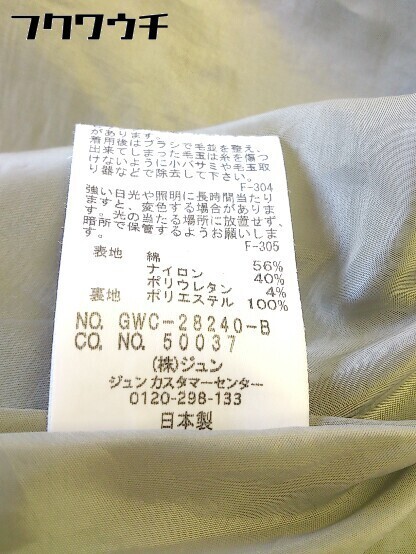 フクワウチ
があります。
着用後はブラシで毛並を整え、
出来てしまった毛玉は糸を傷つ
けないように小バサミや毛玉取
り器などで除去して下さい。
F-304
強い日光や照明に長時間当たり
ますと、変色する場合がありま
す。光の当たる場所に放置せず、
暗所で保管するようお願いしま
す。
F-305
表地 綿 56%
ナイロン 40%
ポリウレタン 4%
裏地 ポリエステル 100%
NO. GWC-28240-B
CO. NO. 50037
(株)ジュン
ジュンカスタマーセンター
0120-298-133
日本製